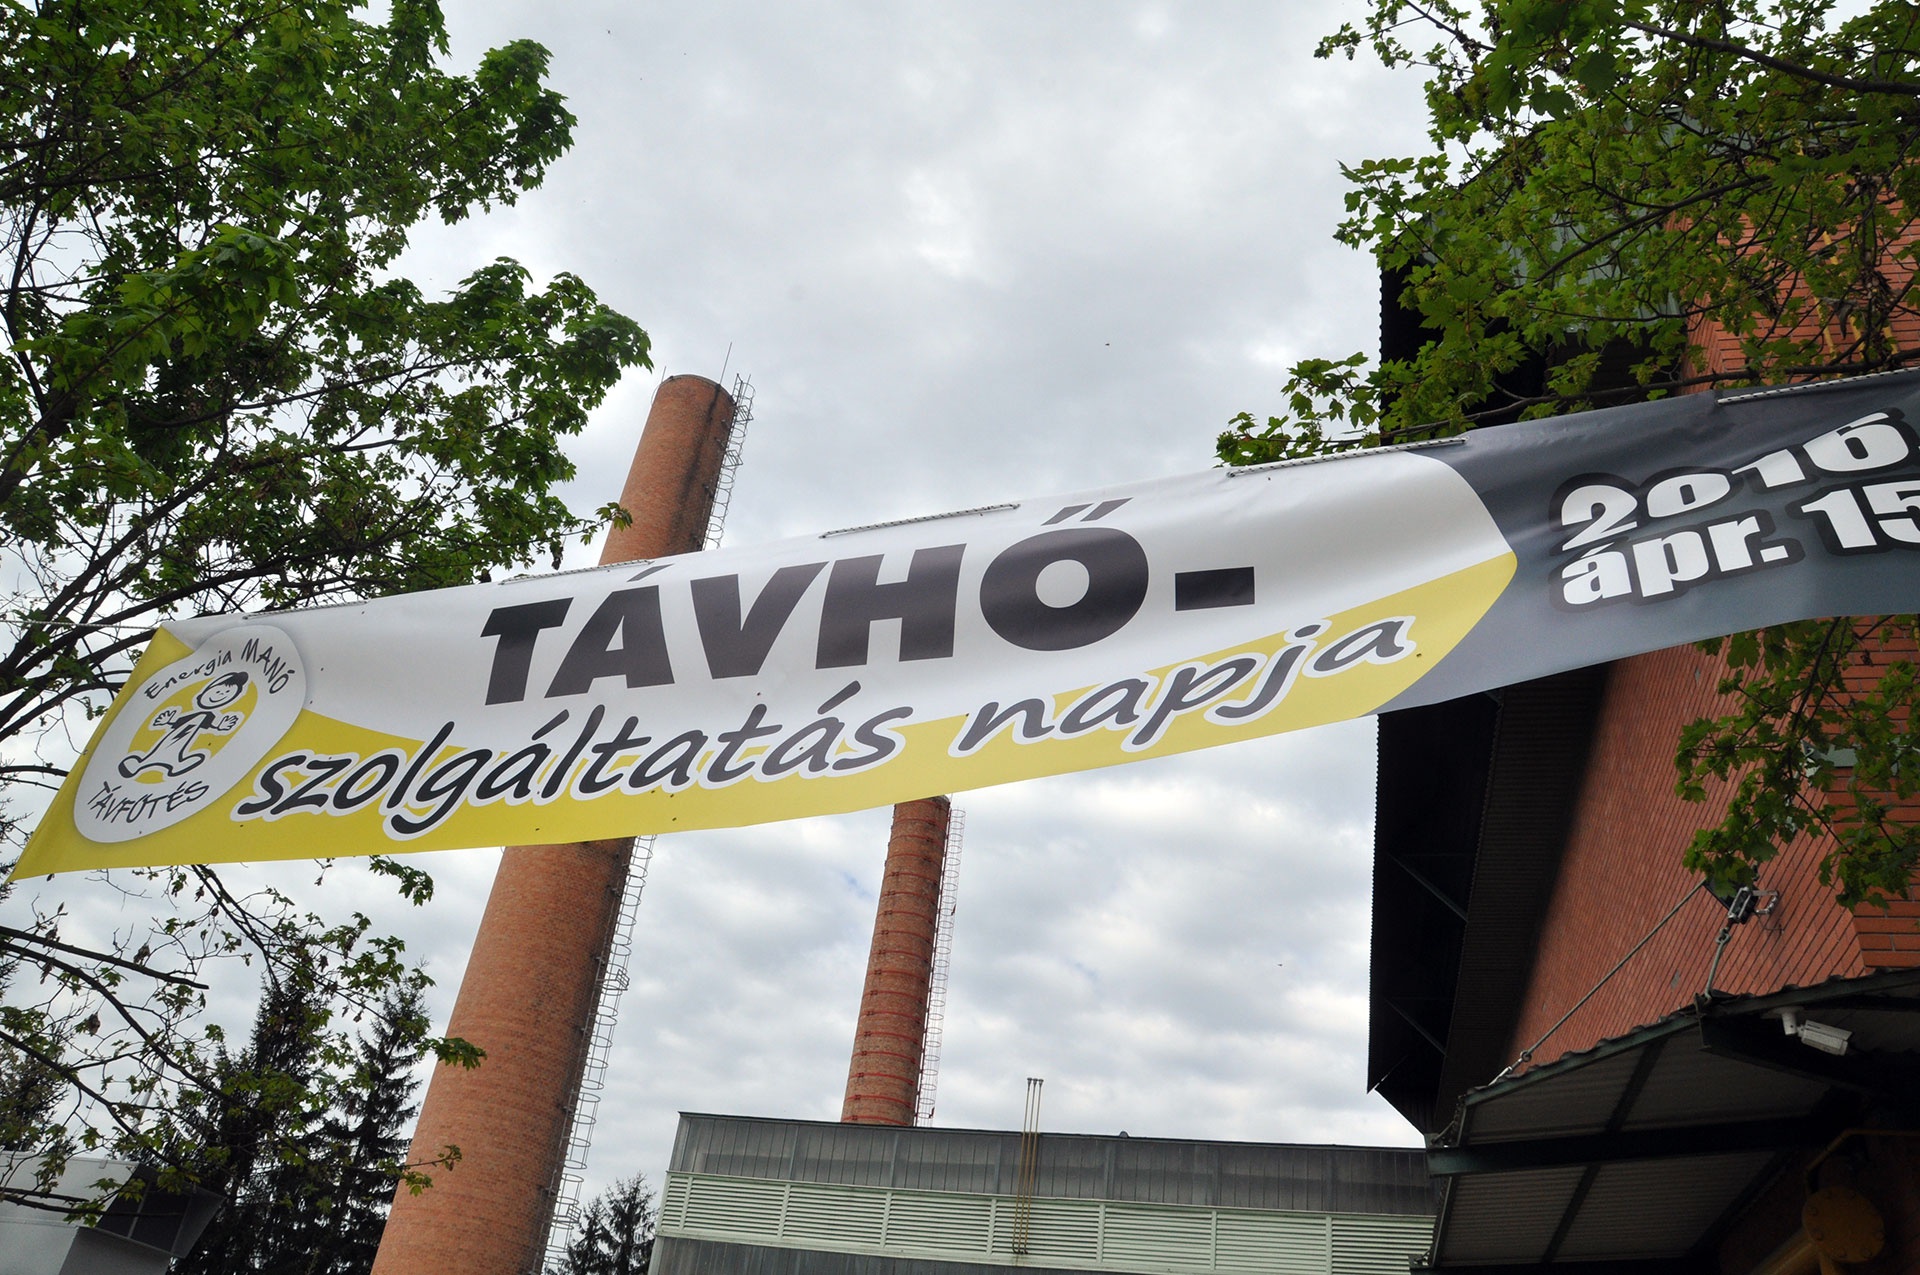 Energia MANÓ
TÁVFŰTÉS
TÁVHŐ-
szolgáltatás napja
2016
ápr. 15